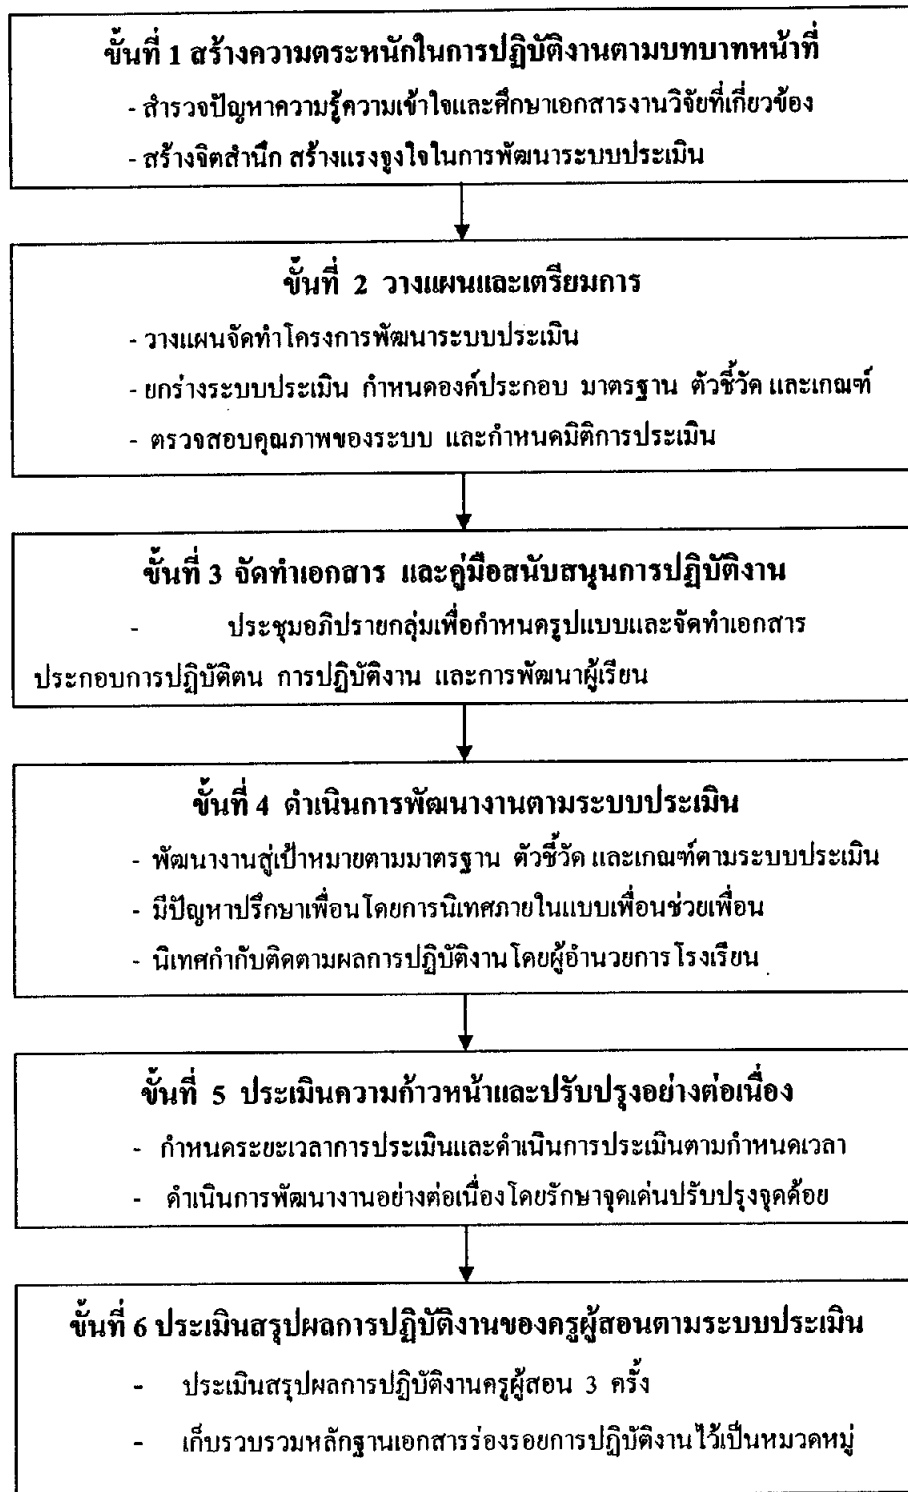 ขั้นที่ 1 สร้างความตระหนักในการปฏิบัติงานตามบทบาทหน้าที่
- สำรวจปัญหาความรู้ความเข้าใจและศึกษาเอกสารงานวิจัยที่เกี่ยวข้อง
- สร้างจิตสำนึก สร้างแรงจูงใจในการพัฒนาระบบประเมิน
ขั้นที่ 2 วางแผนและเตรียมการ
- วางแผนจัดทำโครงการพัฒนาระบบประเมิน
- ยกร่างระบบประเมิน กำหนดองค์ประกอบ มาตรฐาน ตัวชี้วัด และเกณฑ์
- ตรวจสอบคุณภาพของระบบ และกำหนดมิติการประเมิน
ขั้นที่ 3 จัดทำเอกสาร และคู่มือสนับสนุนการปฏิบัติงาน
- ประชุมอภิปรายกลุ่มเพื่อกำหนดรูปแบบและจัดทำเอกสาร
ประกอบการปฏิบัติตน การปฏิบัติงาน และการพัฒนาผู้เรียน
ขั้นที่ 4 ดำเนินการพัฒนางานตามระบบประเมิน
- พัฒนางานสู่เป้าหมายตามมาตรฐาน ตัวชี้วัด และเกณฑ์ตามระบบประเมิน
- มีปัญหาปรึกษาเพื่อนโดยการนิเทศภายในแบบเพื่อนช่วยเพื่อน
- นิเทศกำกับติดตามผลการปฏิบัติงานโดยผู้อำนวยการโรงเรียน
ขั้นที่ 5 ประเมินความก้าวหน้าและปรับปรุงอย่างต่อเนื่อง
- กำหนดระยะเวลาการประเมินและดำเนินการประเมินตามกำหนดเวลา
- ดำเนินการพัฒนางานอย่างต่อเนื่องโดยรักษาจุดเด่นปรับปรุงจุดด้อย
ขั้นที่ 6 ประเมินสรุปผลการปฏิบัติงานของครูผู้สอนตามระบบประเมิน
- ประเมินสรุปผลการปฏิบัติงานครูผู้สอน 3 ครั้ง
- เก็บรวบรวมหลักฐานเอกสารร่องรอยการปฏิบัติงานไว้เป็นหมวดหมู่